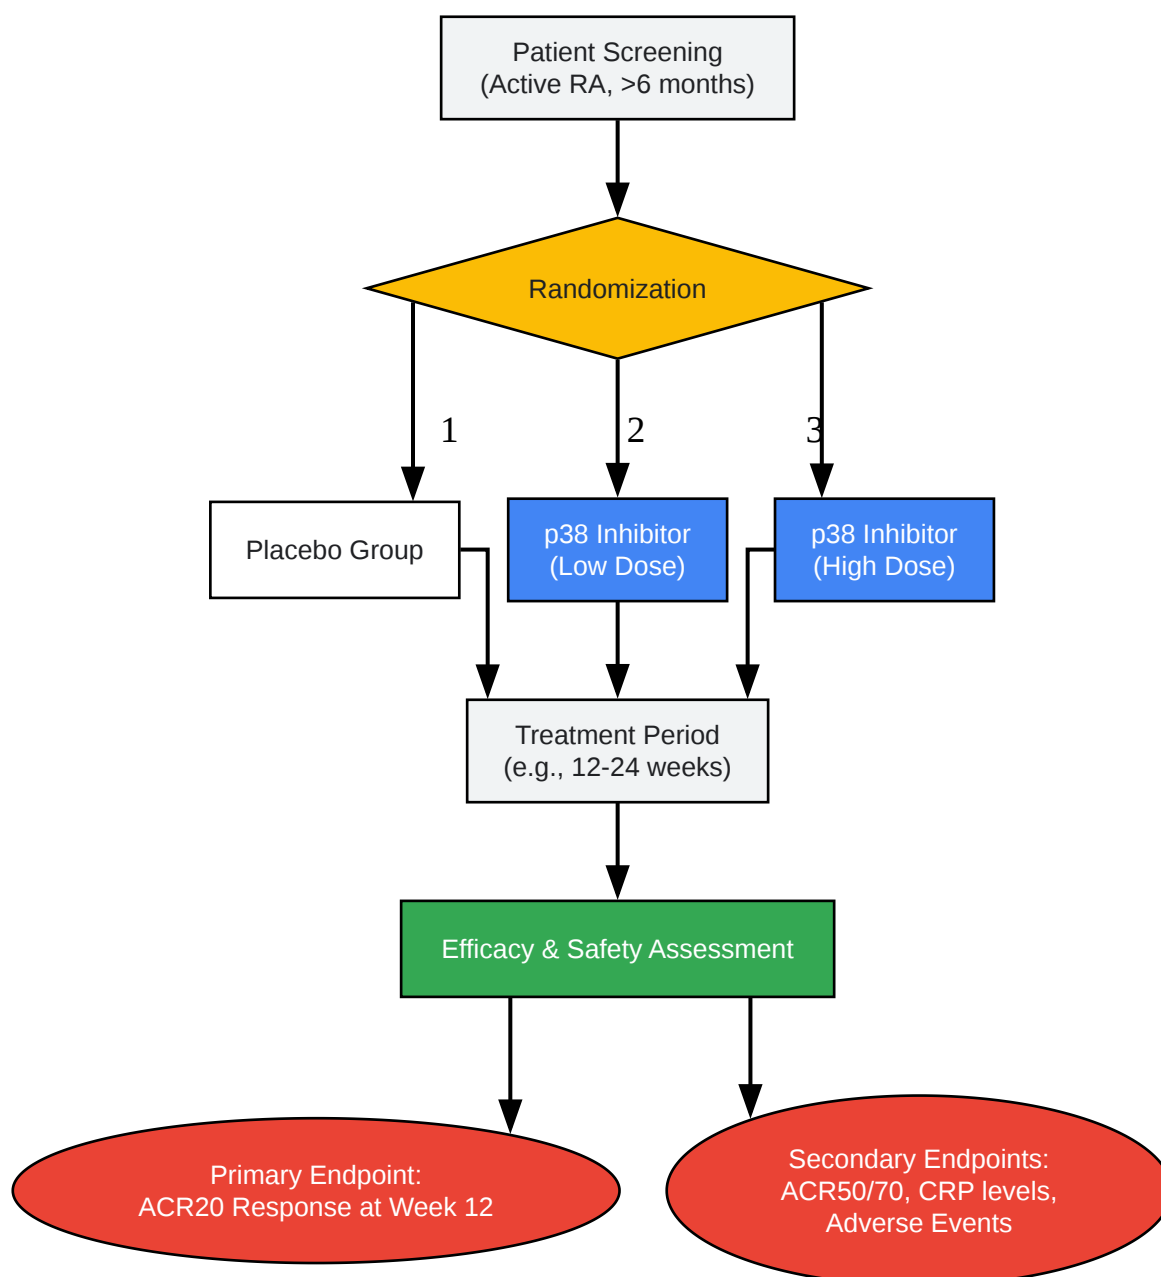 Patient Screening
(Active RA, >6 months)
Randomization
1
2
3
Placebo Group
p38 Inhibitor
(Low Dose)
p38 Inhibitor
(High Dose)
Treatment Period
(e.g., 12-24 weeks)
Efficacy & Safety Assessment
Primary Endpoint:
ACR20 Response at Week 12
Secondary Endpoints:
ACR50/70, CRP levels,
Adverse Events